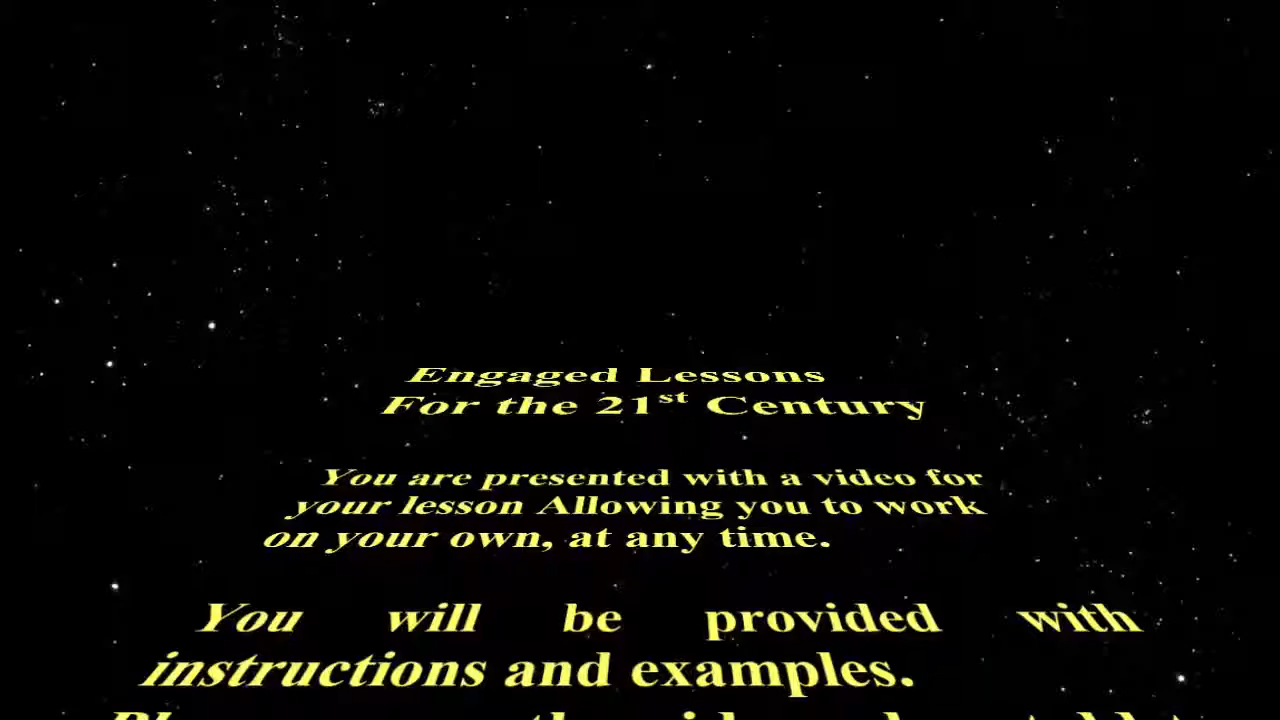 Engaged Lessons
For the 21st Century
You are presented with a video for
your lesson Allowing you to work
on your own, at any time.
You will be provided with
instructions and examples.